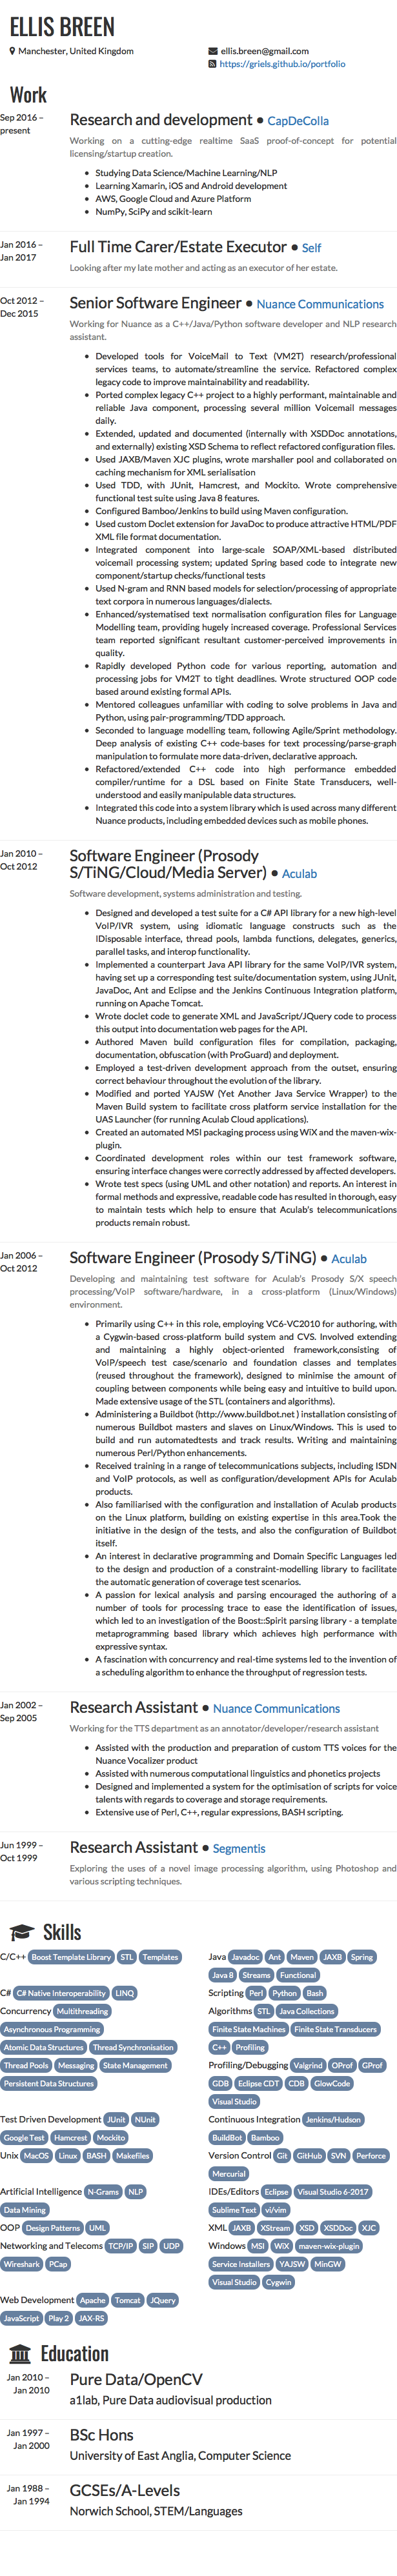 ELLIS BREEN
Manchester, United Kingdom
ellis.breen@gmail.com
https://griels.github.io/portfolio
Work
Sep 2016 –
present
Research and development ● CapDeColla
Working on a cutting-edge realtime SaaS proof-of-concept for potential
licensing/startup creation.
• Studying Data Science/Machine Learning/NLP
• Learning Xamarin, iOS and Android development
• AWS, Google Cloud and Azure Platform
• NumPy, SciPy and scikit-learn
Jan 2016 –
Jan 2017
Full Time Carer/Estate Executor ● Self
Looking after my late mother and acting as an executor of her estate.
Oct 2012 –
Dec 2015
Senior Software Engineer ● Nuance Communications
Working for Nuance as a C++/Java/Python software developer and NLP research
assistant.
• Developed tools for VoiceMail to Text (VM2T) research/professional
services teams, to automate/streamline the service. Refactored complex
legacy code to improve maintainability and readability.
• Ported complex legacy C++ project to a highly performant, maintainable and
reliable Java component, processing several million Voicemail messages
daily.
• Extended, updated and documented (internally with XSDDoc annotations,
and externally) existing XSD Schema to reflect refactored configuration files.
• Used JAXB/Maven XJC plugins, wrote marshaller pool and collaborated on
caching mechanism for XML serialisation
• Used TDD, with JUnit, Hamcrest, and Mockito. Wrote comprehensive
functional test suite using Java 8 features.
• Configured Bamboo/Jenkins to build using Maven configuration.
• Used custom Doclet extension for JavaDoc to produce attractive HTML/PDF
XML file format documentation.
• Integrated component into large-scale SOAP/XML-based distributed
voicemail processing system; updated Spring based code to integrate new
component/startup checks/functional tests
• Used N-gram and RNN based models for selection/processing of appropriate
text corpora in numerous languages/dialects.
• Enhanced/systematised text normalisation configuration files for Language
Modelling team, providing hugely increased coverage. Professional Services
team reported significant resultant customer-perceived improvements in
quality.
• Rapidly developed Python code for various reporting, automation and
processing jobs for VM2T to tight deadlines. Wrote structured OOP code
based around existing formal APIs.
• Mentored colleagues unfamiliar with coding to solve problems in Java and
Python, using pair-programming/TDD approach.
• Seconded to language modelling team, following Agile/Sprint methodology.
Deep analysis of existing C++ code-bases for text processing/parse-graph
manipulation to formulate more data-driven, declarative approach.
• Refactored/extended C++ code into high performance embedded
compiler/runtime for a DSL based on Finite State Transducers, well-
understood and easily manipulable data structures.
• Integrated this code into a system library which is used across many different
Nuance products, including embedded devices such as mobile phones.
Jan 2010 –
Oct 2012
Software Engineer (Prosody
S/TiNG/Cloud/Media Server) ● Aculab
Software development, systems administration and testing.
• Designed and developed a test suite for a C# API library for a new high-level
VoIP/IVR system, using idiomatic language constructs such as the
IDisposable interface, thread pools, lambda functions, delegates, generics,
parallel tasks, and interop functionality.
• Implemented a counterpart Java API library for the same VoIP/IVR system,
having set up a corresponding test suite/documentation system, using JUnit,
JavaDoc, Ant and Eclipse and the Jenkins Continuous Integration platform,
running on Apache Tomcat.
• Wrote doclet code to generate XML and JavaScript/JQuery code to process
this output into documentation web pages for the API.
• Authored Maven build configuration files for compilation, packaging,
documentation, obfuscation (with ProGuard) and deployment.
• Employed a test-driven development approach from the outset, ensuring
correct behaviour throughout the evolution of the library.
• Modified and ported YAJSW (Yet Another Java Service Wrapper) to the
Maven Build system to facilitate cross platform service installation for the
UAS Launcher (for running Aculab Cloud applications).
• Created an automated MSI packaging process using WiX and the maven-wix-
plugin.
• Coordinated development roles within our test framework software,
ensuring interface changes were correctly addressed by affected developers.
• Wrote test specs (using UML and other notation) and reports. An interest in
formal methods and expressive, readable code has resulted in thorough, easy
to maintain tests which help to ensure that Aculab's telecommunications
products remain robust.
Jan 2006 –
Oct 2012
Software Engineer (Prosody S/TiNG) ● Aculab
Developing and maintaining test software for Aculab's Prosody S/X speech
processing/VoIP software/hardware, in a cross-platform (Linux/Windows)
environment.
• Primarily using C++ in this role, employing VC6-VC2010 for authoring, with
a Cygwin-based cross-platform build system and CVS. Involved extending
and maintaining a highly object-oriented framework,consisting of
VoIP/speech test case/scenario and foundation classes and templates
(reused throughout the framework), designed to minimise the amount of
coupling between components while being easy and intuitive to build upon.
Made extensive usage of the STL (containers and algorithms).
• Administering a Buildbot (http://www.buildbot.net ) installation consisting of
numerous Buildbot masters and slaves on Linux/Windows. This is used to
build and run automatedtests and track results. Writing and maintaining
numerous Perl/Python enhancements.
• Received training in a range of telecommunications subjects, including ISDN
and VoIP protocols, as well as configuration/development APIs for Aculab
products.
• Also familiarised with the configuration and installation of Aculab products
on the Linux platform, building on existing expertise in this area.Took the
initiative in the design of the tests, and also the configuration of Buildbot
itself.
• An interest in declarative programming and Domain Specific Languages led
to the design and production of a constraint-modelling library to facilitate
the automatic generation of coverage test scenarios.
• A passion for lexical analysis and parsing encouraged the authoring of a
number of tools for processing trace to ease the identification of issues,
which led to an investigation of the Boost::Spirit parsing library - a template
metaprogramming based library which achieves high performance with
expressive syntax.
• A fascination with concurrency and real-time systems led to the invention of
a scheduling algorithm to enhance the throughput of regression tests.
Jan 2002 –
Sep 2005
Research Assistant ● Nuance Communications
Working for the TTS department as an annotator/developer/research assistant
• Assisted with the production and preparation of custom TTS voices for the
Nuance Vocalizer product
• Assisted with numerous computational linguistics and phonetics projects
• Designed and implemented a system for the optimisation of scripts for voice
talents with regards to coverage and storage requirements.
• Extensive use of Perl, C++, regular expressions, BASH scripting.
Jun 1999 –
Oct 1999
Research Assistant ● Segmentis
Exploring the uses of a novel image processing algorithm, using Photoshop and
various scripting techniques.
Skills
C/C++ Boost Template Library STL Templates
Java Javadoc Ant Maven JAXB Spring
Java 8 Streams Functional
C# C# Native Interoperability LINQ
Scripting Perl Python Bash
Concurrency Multithreading
Asynchronous Programming
Atomic Data Structures Thread Synchronisation
Thread Pools Messaging State Management
Persistent Data Structures
Algorithms STL Java Collections
Finite State Machines Finite State Transducers
C++ Profiling
Profiling/Debugging Valgrind OProf GProf
GDB Eclipse CDT CDB GlowCode
Visual Studio
Test Driven Development JUnit NUnit
Google Test Hamcrest Mockito
Continuous Integration Jenkins/Hudson
BuildBot Bamboo
Unix MacOS Linux BASH Makefiles
Version Control Git GitHub SVN Perforce
Mercurial
Artificial Intelligence N-Grams NLP
Data Mining
IDEs/Editors Eclipse Visual Studio 6-2017
Sublime Text vi/vim
OOP Design Patterns UML
XML JAXB XStream XSD XSDDoc XJC
Networking and Telecoms TCP/IP SIP UDP
Wireshark PCap
Windows MSI WiX maven-wix-plugin
Service Installers YAJSW MinGW
Visual Studio Cygwin
Web Development Apache Tomcat JQuery
JavaScript Play 2 JAX-RS
Education
Jan 2010 –
Jan 2010
Pure Data/OpenCV
a1lab, Pure Data audiovisual production
Jan 1997 –
Jan 2000
BSc Hons
University of East Anglia, Computer Science
Jan 1988 –
Jan 1994
GCSEs/A-Levels
Norwich School, STEM/Languages